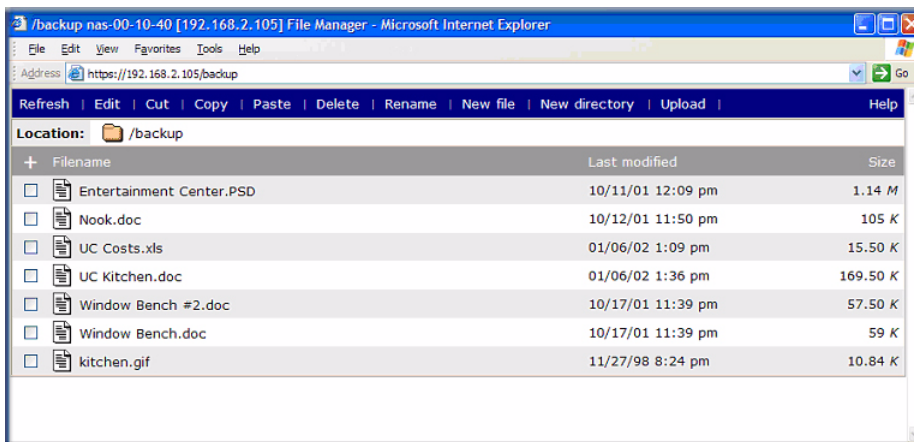 /backup nas-00-10-40 [192.168.2.105] File Manager - Microsoft Internet Explorer
File Edit View Favorites Tools Help
Address https://192.168.2.105/backup Go
Refresh | Edit | Cut | Copy | Paste | Delete | Rename | New file | New directory | Upload | Help
Location: /backup
+ Filename Last modified Size
Entertainment Center.PSD 10/11/01 12:09 pm 1.14 M
Nook.doc 10/12/01 11:50 pm 105 K
UC Costs.xls 01/06/02 1:09 pm 15.50 K
UC Kitchen.doc 01/06/02 1:36 pm 169.50 K
Window Bench #2.doc 10/17/01 11:39 pm 57.50 K
Window Bench.doc 10/17/01 11:39 pm 59 K
kitchen.gif 11/27/98 8:24 pm 10.84 K